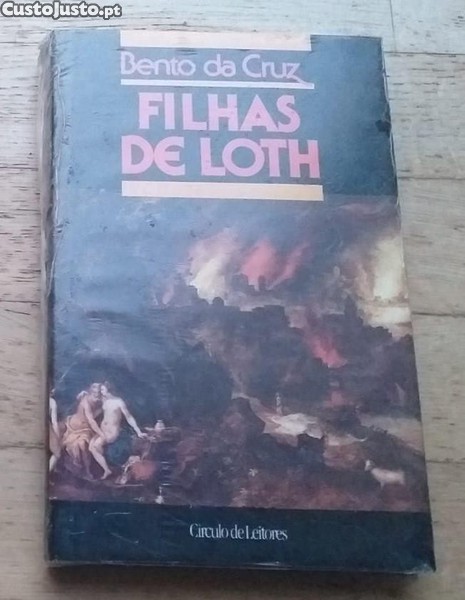 CustoJusto.pt
Bento da Cruz
FILHAS
DE LOTH
Círculo de Leitores